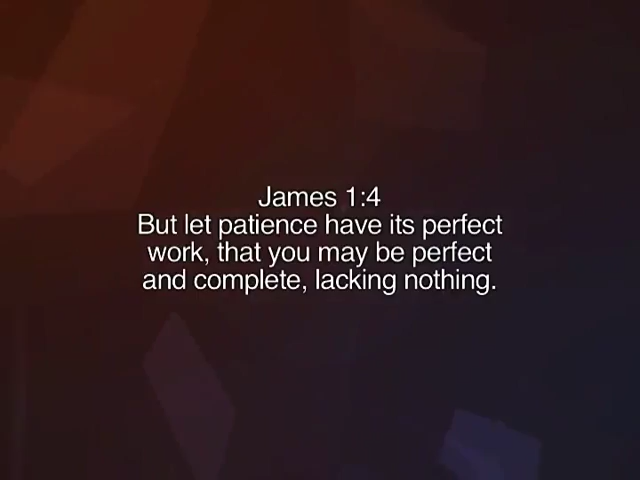 James 1:4
But let patience have its perfect
work, that you may be perfect
and complete, lacking nothing.